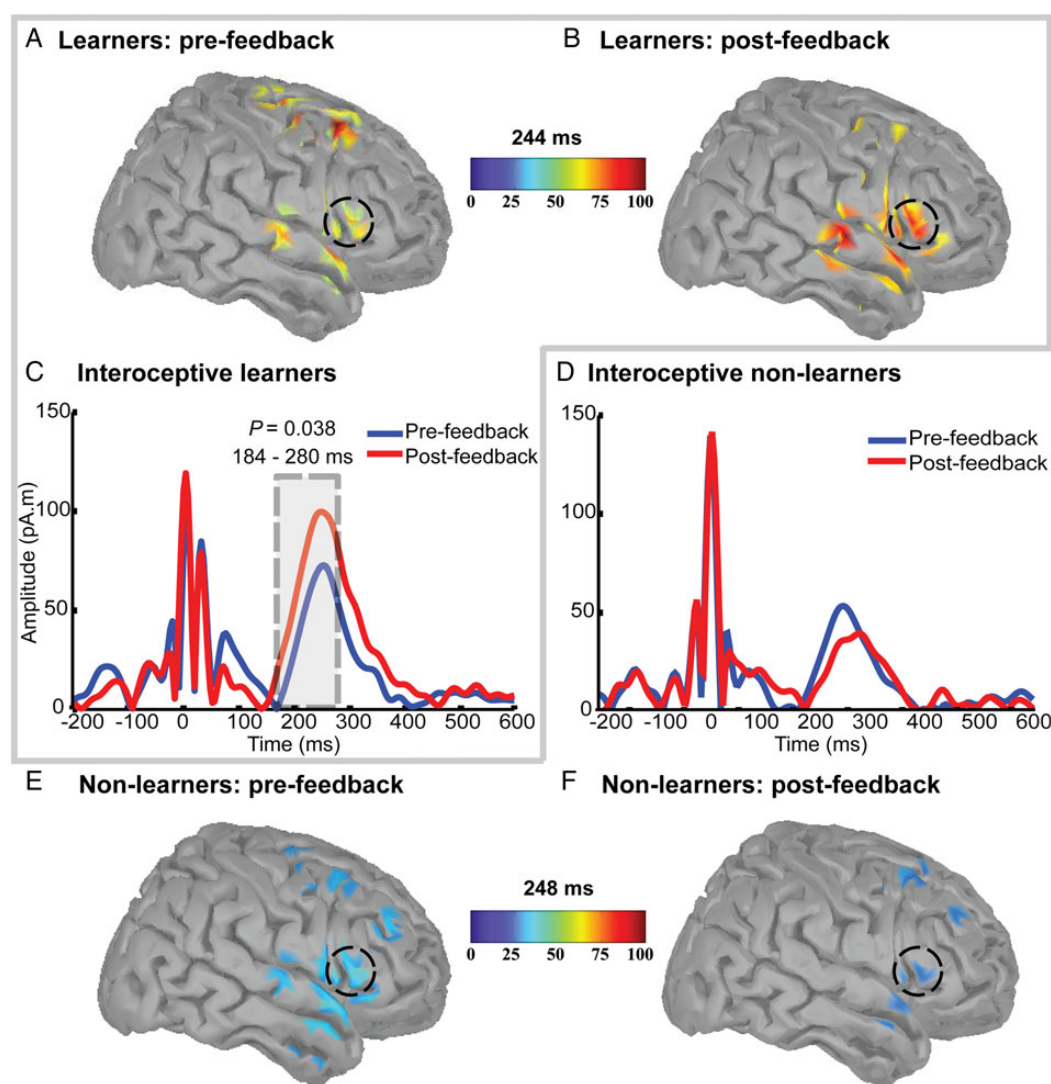 A Learners: pre-feedback
B Learners: post-feedback
244 ms
0 25 50 75 100
C Interoceptive learners
D Interoceptive non-learners
150
100
50
0
Amplitude (pA.m)
P = 0.038
184 - 280 ms
Pre-feedback
Post-feedback
-200 -100 0 100 200 300 400 500 600
Time (ms)
150
100
50
0
Pre-feedback
Post-feedback
-200 -100 0 100 200 300 400 500 600
Time (ms)
E Non-learners: pre-feedback
F Non-learners: post-feedback
248 ms
0 25 50 75 100